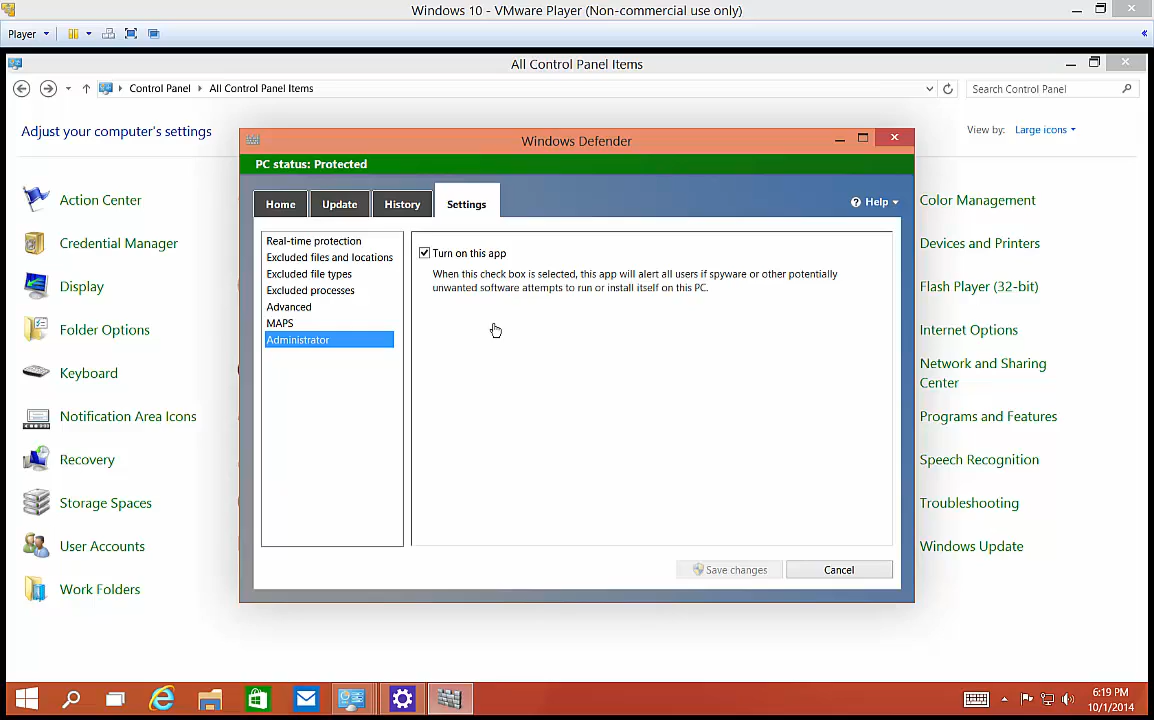 Windows 10 - VMware Player (Non-commercial use only)
Player
All Control Panel Items
Control Panel
All Control Panel Items
Search Control Panel
Adjust your computer's settings
View by:
Large icons
Windows Defender
PC status: Protected
Home
Update
History
Settings
Help
Real-time protection
Excluded files and locations
Excluded file types
Excluded processes
Advanced
MAPS
Administrator
Turn on this app
When this check box is selected, this app will alert all users if spyware or other potentially
unwanted software attempts to run or install itself on this PC.
Save changes
Cancel
Action Center
Credential Manager
Display
Folder Options
Keyboard
Notification Area Icons
Recovery
Storage Spaces
User Accounts
Work Folders
Color Management
Devices and Printers
Flash Player (32-bit)
Internet Options
Network and Sharing
Center
Programs and Features
Speech Recognition
Troubleshooting
Windows Update
6:19 PM
10/1/2014